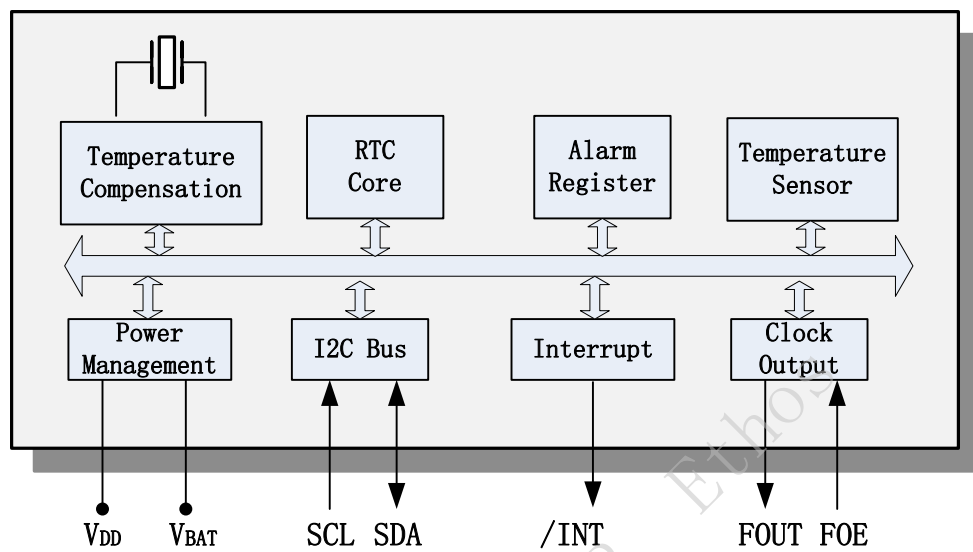 Temperature
Compensation
RTC
Core
Alarm
Register
Temperature
Sensor
Power
Management
I2C Bus
Interrupt
Clock
Output
VDD
VBAT
SCL
SDA
/INT
FOUT
FOE
Ethos